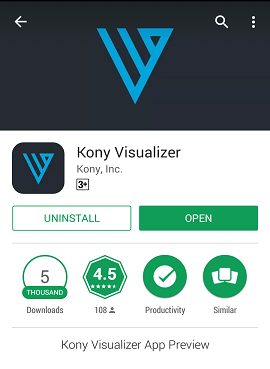 Kony Visualizer
Kony, Inc.
3+
UNINSTALL
OPEN
5
THOUSAND
Downloads
4.5
108
Productivity
Similar
Kony Visualizer App Preview